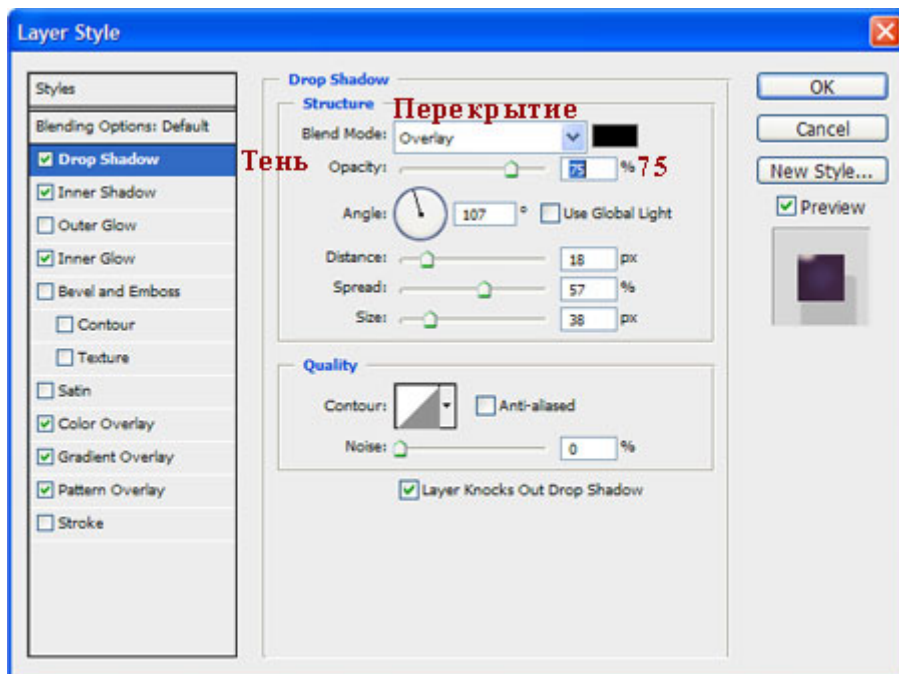 Layer Style
Styles
Blending Options: Default
Drop Shadow
Inner Shadow
Outer Glow
Inner Glow
Bevel and Emboss
Contour
Texture
Satin
Color Overlay
Gradient Overlay
Pattern Overlay
Stroke
Тень
Drop Shadow
Structure
Перекрытие
Blend Mode: Overlay
Opacity: 75 % 75
Angle: 107 ° Use Global Light
Distance: 18 px
Spread: 57 %
Size: 38 px
Quality
Contour: Anti-aliased
Noise: 0 %
Layer Knocks Out Drop Shadow
OK
Cancel
New Style...
Preview